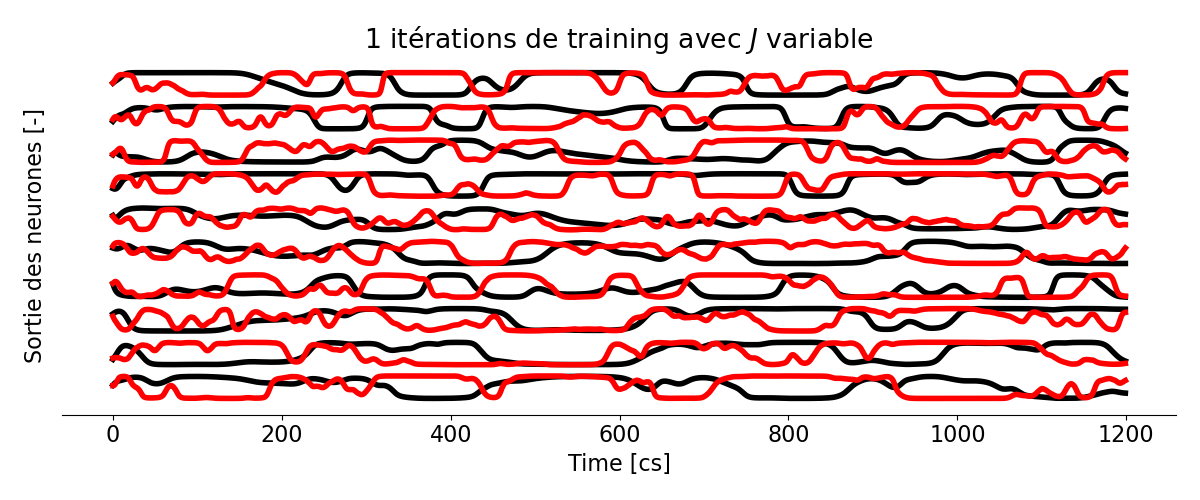 1 itérations de training avec J variable
Sortie des neurones [-]
0 200 400 600 800 1000 1200
Time [cs]